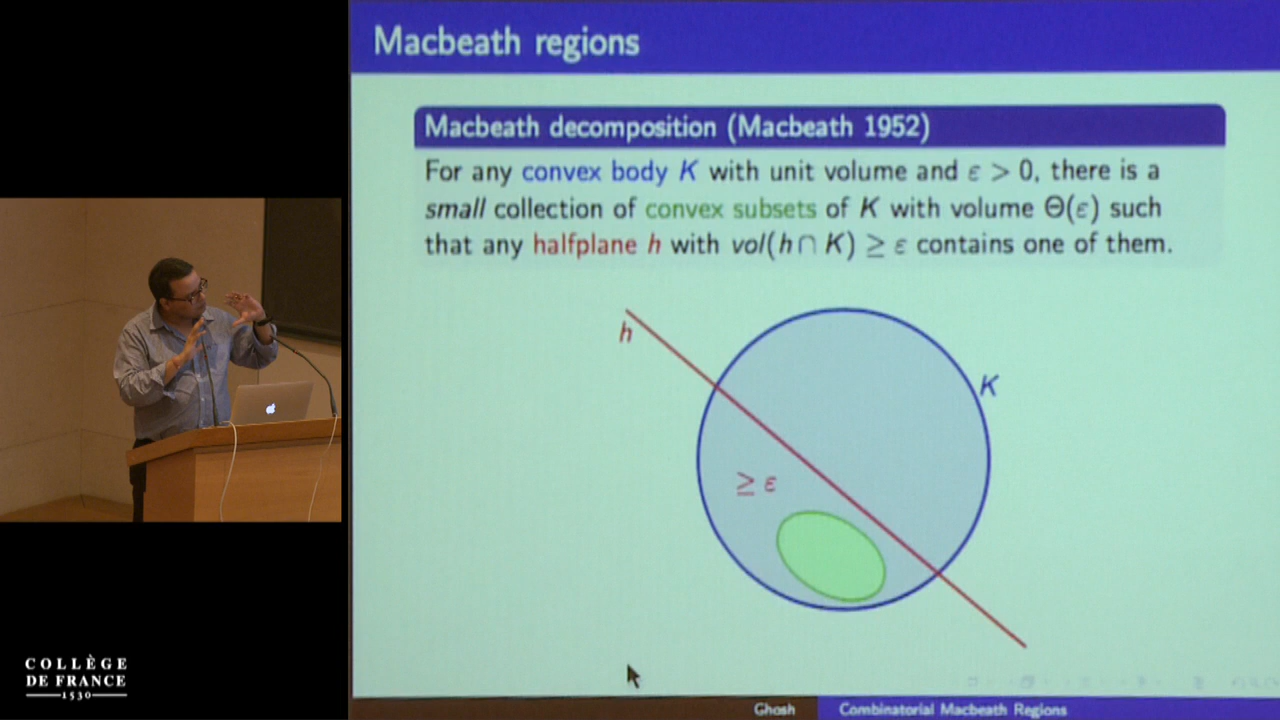 Macbeath regions
Macbeath decomposition (Macbeath 1952)
For any convex body K with unit volume and ε > 0, there is a
small collection of convex subsets of K with volume Θ(ε) such
that any halfplane h with vol(h ∩ K) ≥ ε contains one of them.
h
K
≥ ε
COLLÈGE
DE FRANCE
1530
Ghosh
Combinatorial Macbeath Regions